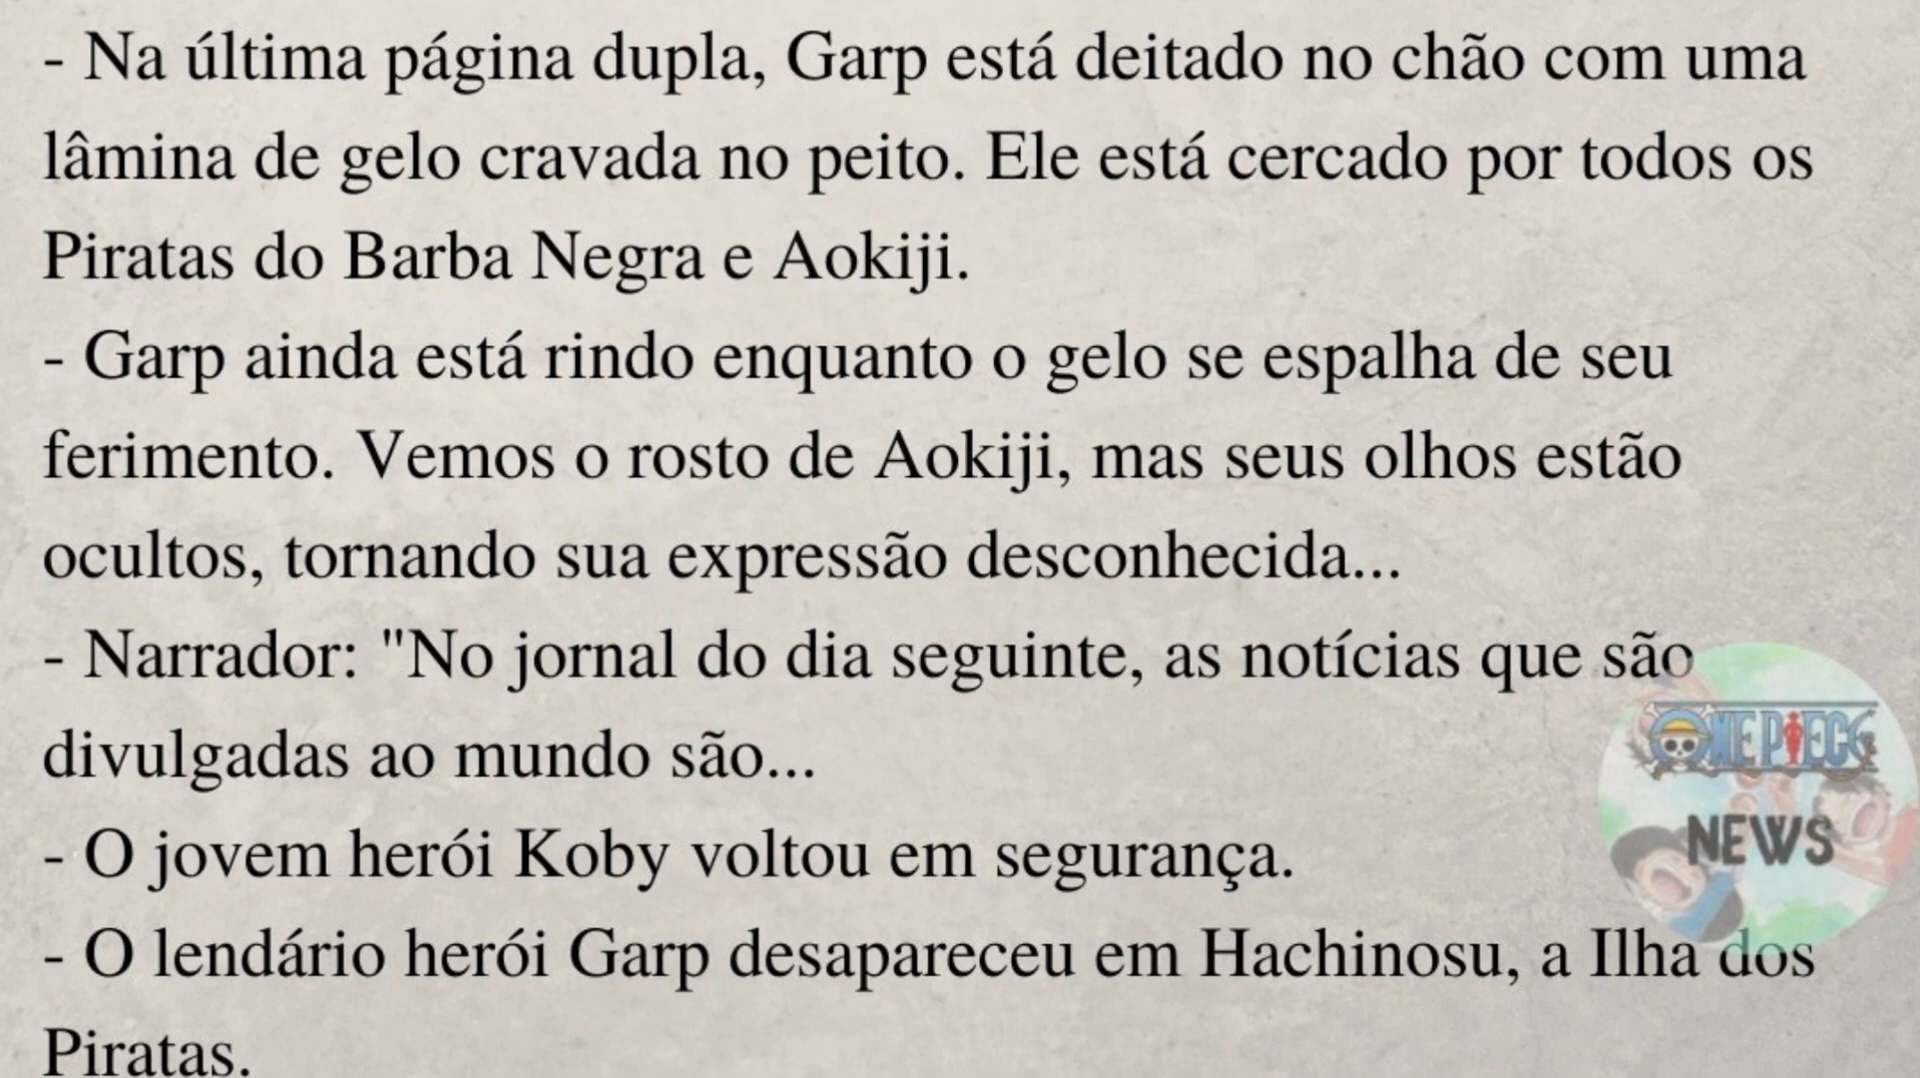 - Na última página dupla, Garp está deitado no chão com uma
lâmina de gelo cravada no peito. Ele está cercado por todos os
Piratas do Barba Negra e Aokiji.
- Garp ainda está rindo enquanto o gelo se espalha de seu
ferimento. Vemos o rosto de Aokiji, mas seus olhos estão
ocultos, tornando sua expressão desconhecida...
- Narrador: "No jornal do dia seguinte, as notícias que são
divulgadas ao mundo são...
- O jovem herói Koby voltou em segurança.
- O lendário herói Garp desapareceu em Hachinosu, a Ilha dos
Piratas.
ONE PIECE
NEWS